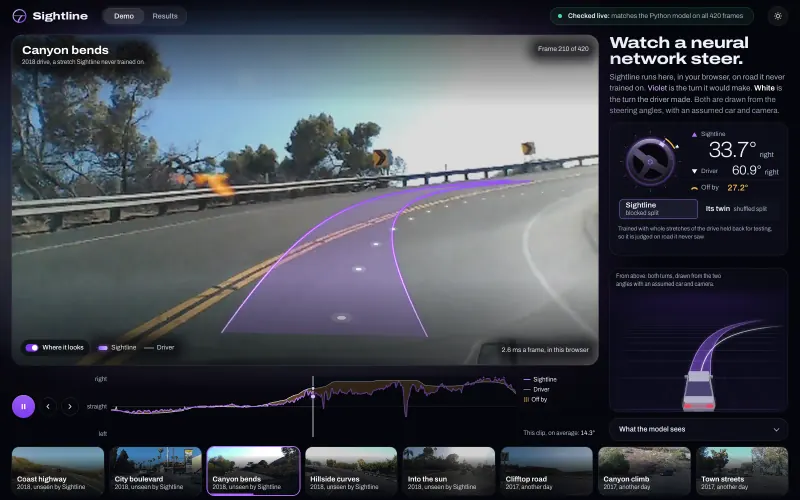 Sightline
Demo
Results
Checked live: matches the Python model on all 420 frames
Canyon bends
2018 drive, a stretch Sightline never trained on
Frame 210 of 420
Where it looks
Sightline
Driver
2.6 ms a frame, in this browser
Watch a neural
network steer.
Sightline runs here, in your browser, on road it never
trained on. Violet is the turn it would make. White is
the turn the driver made. Both are drawn from the
steering angles, with an assumed car and camera.
Sightline
33.7° right
Driver
60.9° right
Off by
27.2°
Sightline
blocked split
Its twin shuffled split
Trained with whole stretches of the drive held back for testing,
so it is judged on road it never saw.
From above: both turns, drawn from the two
angles with an assumed car and camera.
What the model sees
right
straight
left
Sightline
Driver
Off by
This clip, on average: 14.3°
Coast highway
2018, unseen by Sightline
City boulevard
2018, unseen by Sightline
Canyon bends
2018, unseen by Sightline
Hillside curves
2018, unseen by Sightline
Into the sun
2018, unseen by Sightline
Clifftop road
2017, another day
Canyon climb
2017, another day
Town streets
2017, another day